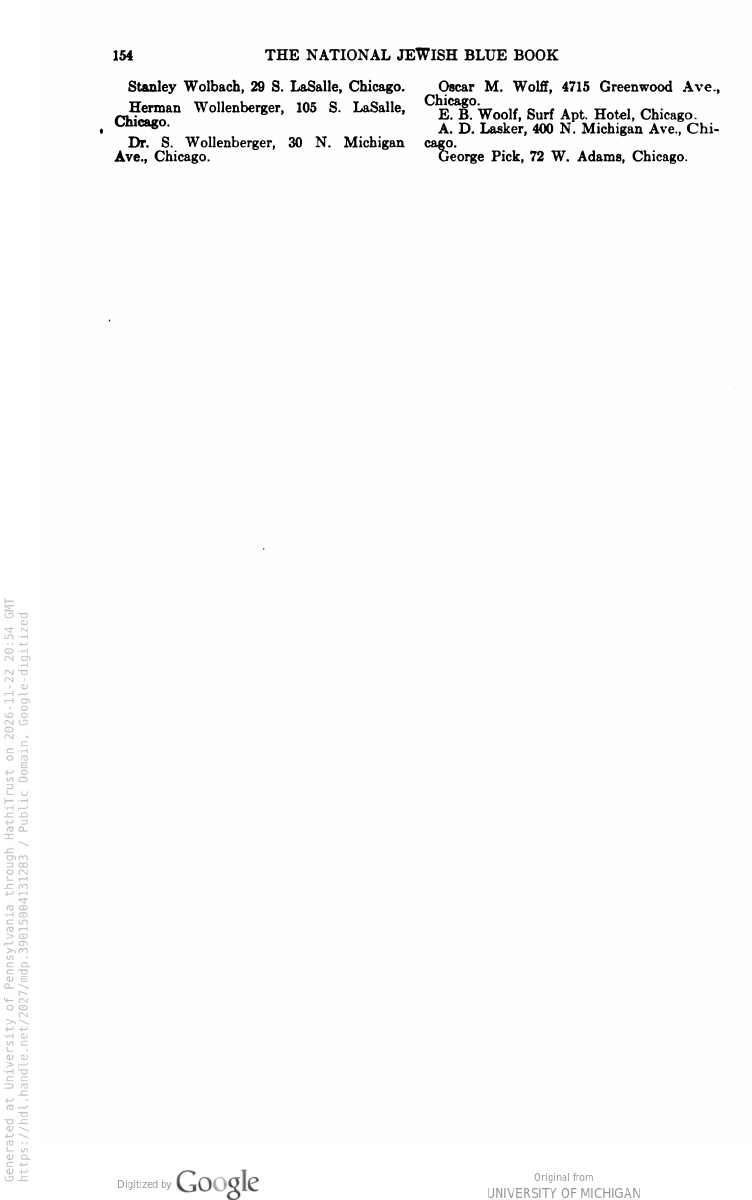 154 THE NATIONAL JEWISH BLUE BOOK
Stanley Wolbach, 29 S. LaSalle, Chicago.
Herman Wollenberger, 105 S. LaSalle,
Chicago.
Dr. S. Wollenberger, 30 N. Michigan
Ave., Chicago.
Oscar M. Wolff, 4715 Greenwood Ave.,
Chicago.
E. B. Woolf, Surf Apt. Hotel, Chicago.
A. D. Lasker, 400 N. Michigan Ave., Chi-
cago.
George Pick, 72 W. Adams, Chicago.
Generated at University of Pennsylvania through HathiTrust on 2026-11-22 20:54 GMT
https://hdl.handle.net/2027/mdp.39015004131283 / Public Domain, Google-digitized
Digitized by Google
Original from
UNIVERSITY OF MICHIGAN